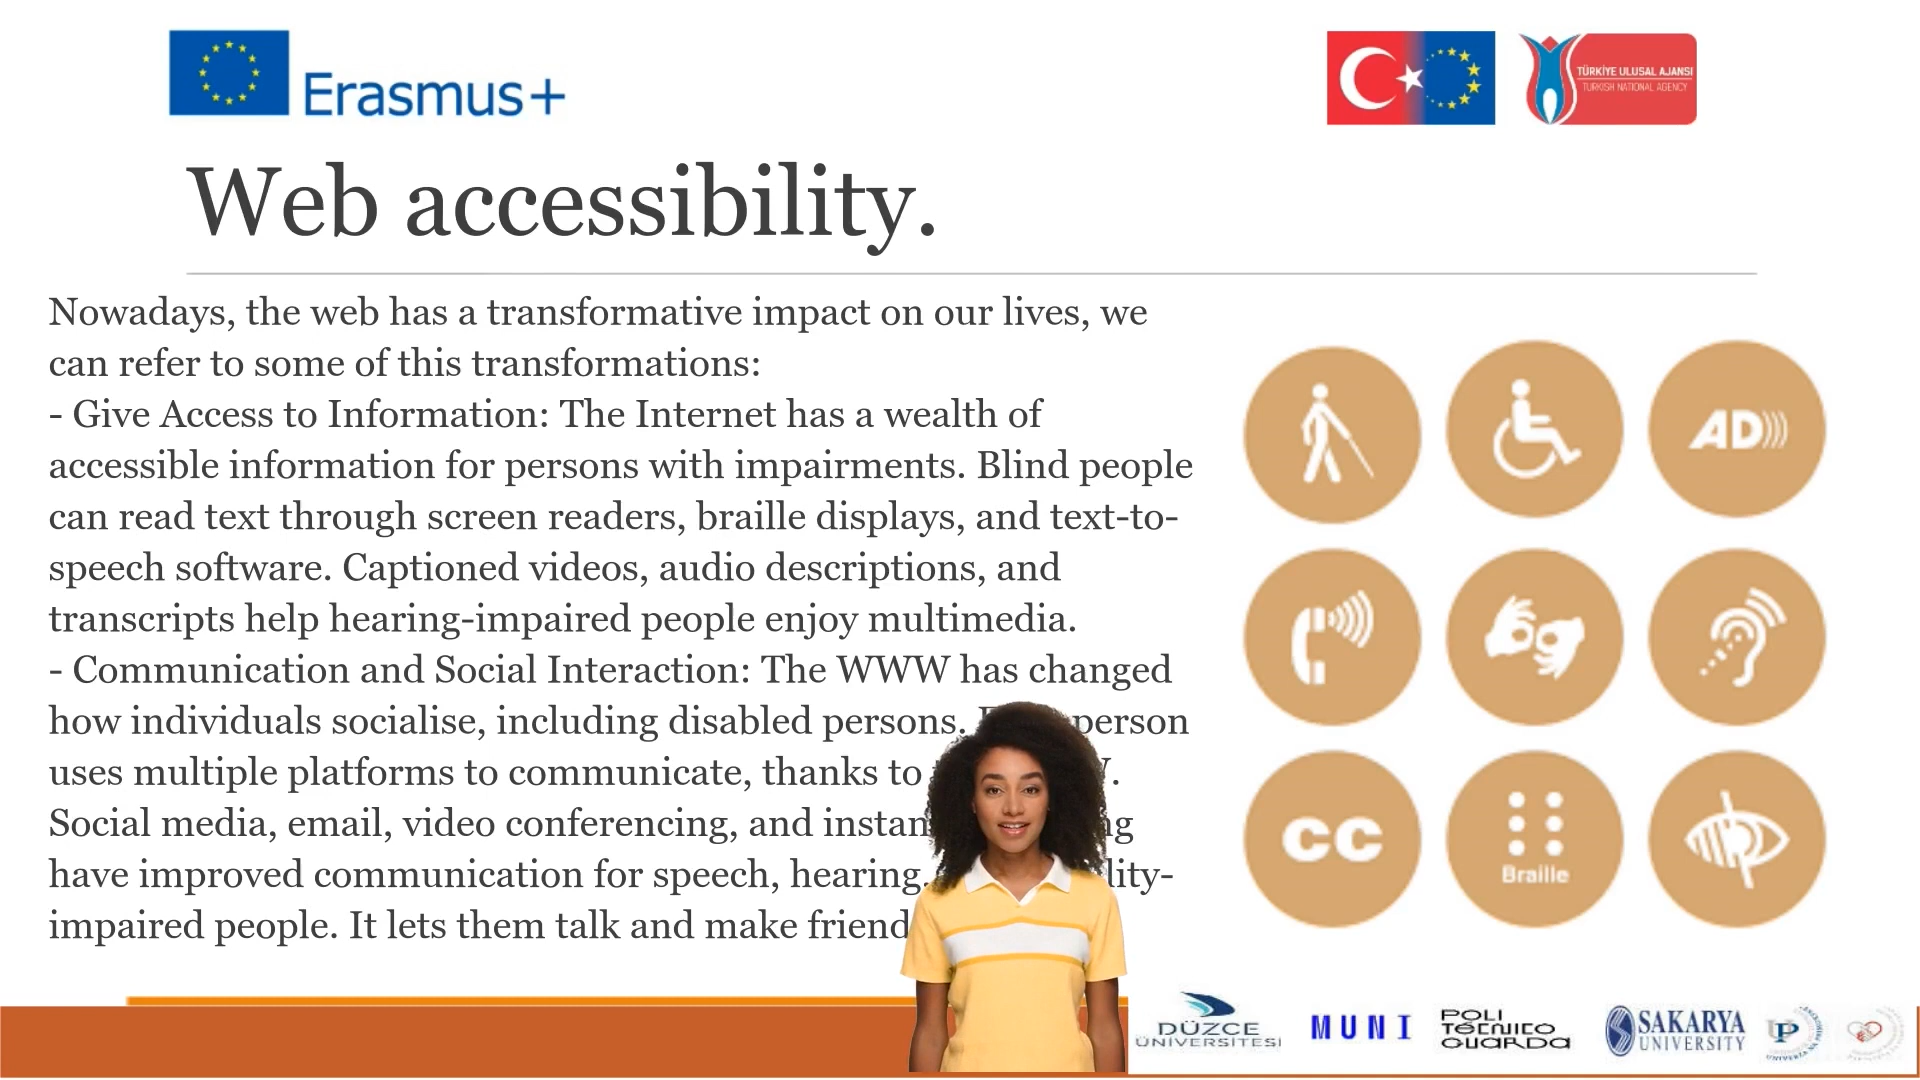 Erasmus+
TÜRKİYE ULUSAL AJANSI
TURKISH NATIONAL AGENCY
Web accessibility.
Nowadays, the web has a transformative impact on our lives, we
can refer to some of this transformations:
- Give Access to Information: The Internet has a wealth of
accessible information for persons with impairments. Blind people
can read text through screen readers, braille displays, and text-to-
speech software. Captioned videos, audio descriptions, and
transcripts help hearing-impaired people enjoy multimedia.
- Communication and Social Interaction: The WWW has changed
how individuals socialise, including disabled persons. person
uses multiple platforms to communicate, thanks to
Social media, email, video conferencing, and
have improved communication for speech, hearing,
impaired people. It lets them talk and make
AD
CC
Braille
DÜZCE
ÜNİVERSİTESİ
MUNI
POLI
TÉCNICO
GUARDA
SAKARYA
UNIVERSITY
UP